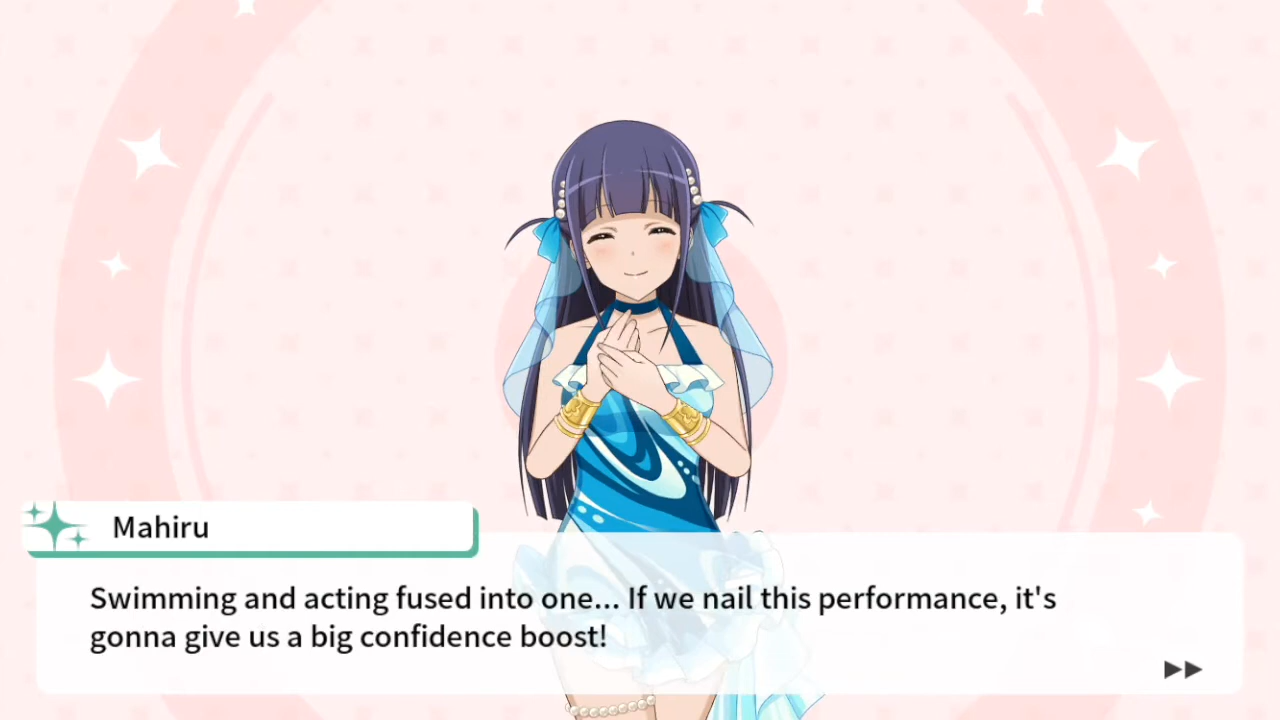 Mahiru
Swimming and acting fused into one... If we nail this performance, it's
gonna give us a big confidence boost!